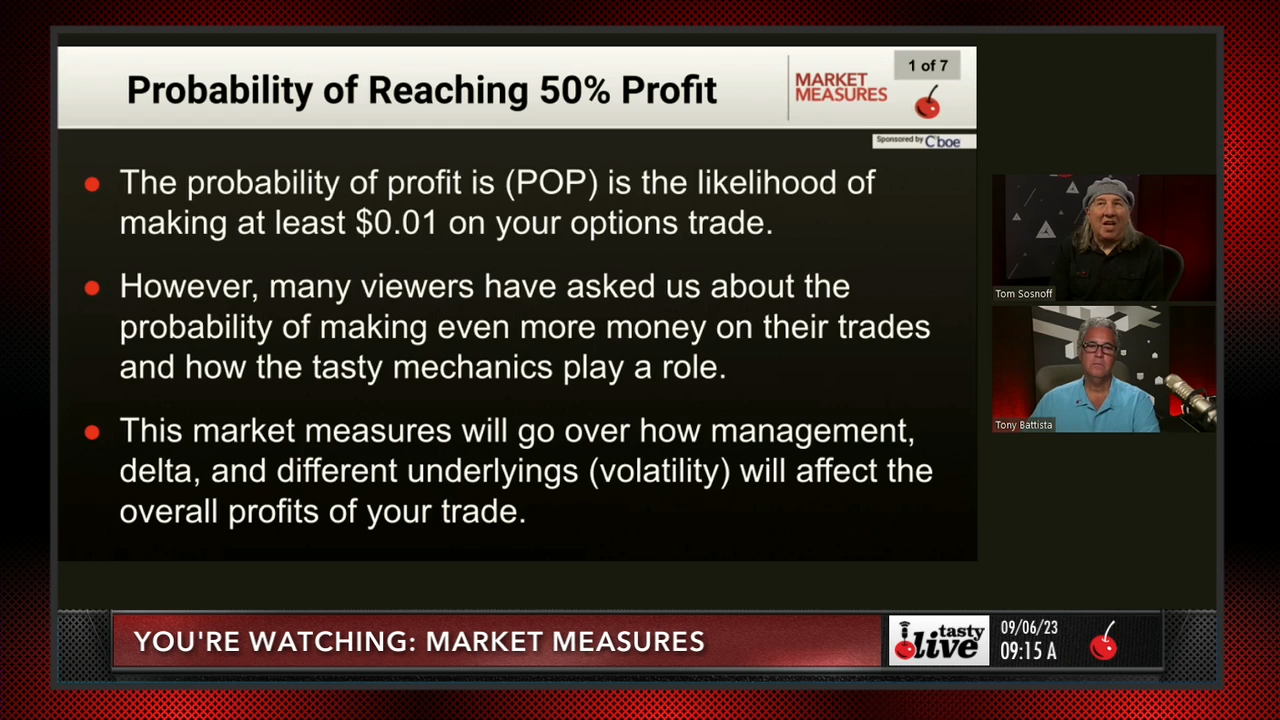 Probability of Reaching 50% Profit
MARKET
MEASURES
1 of 7
Sponsored by Cboe
The probability of profit is (POP) is the likelihood of
making at least $0.01 on your options trade.
However, many viewers have asked us about the
probability of making even more money on their trades
and how the tasty mechanics play a role.
This market measures will go over how management,
delta, and different underlyings (volatility) will affect the
overall profits of your trade.
Tom Sosnoff
Tony Battista
YOU'RE WATCHING: MARKET MEASURES
tasty
live
09/06/23
09:15 A